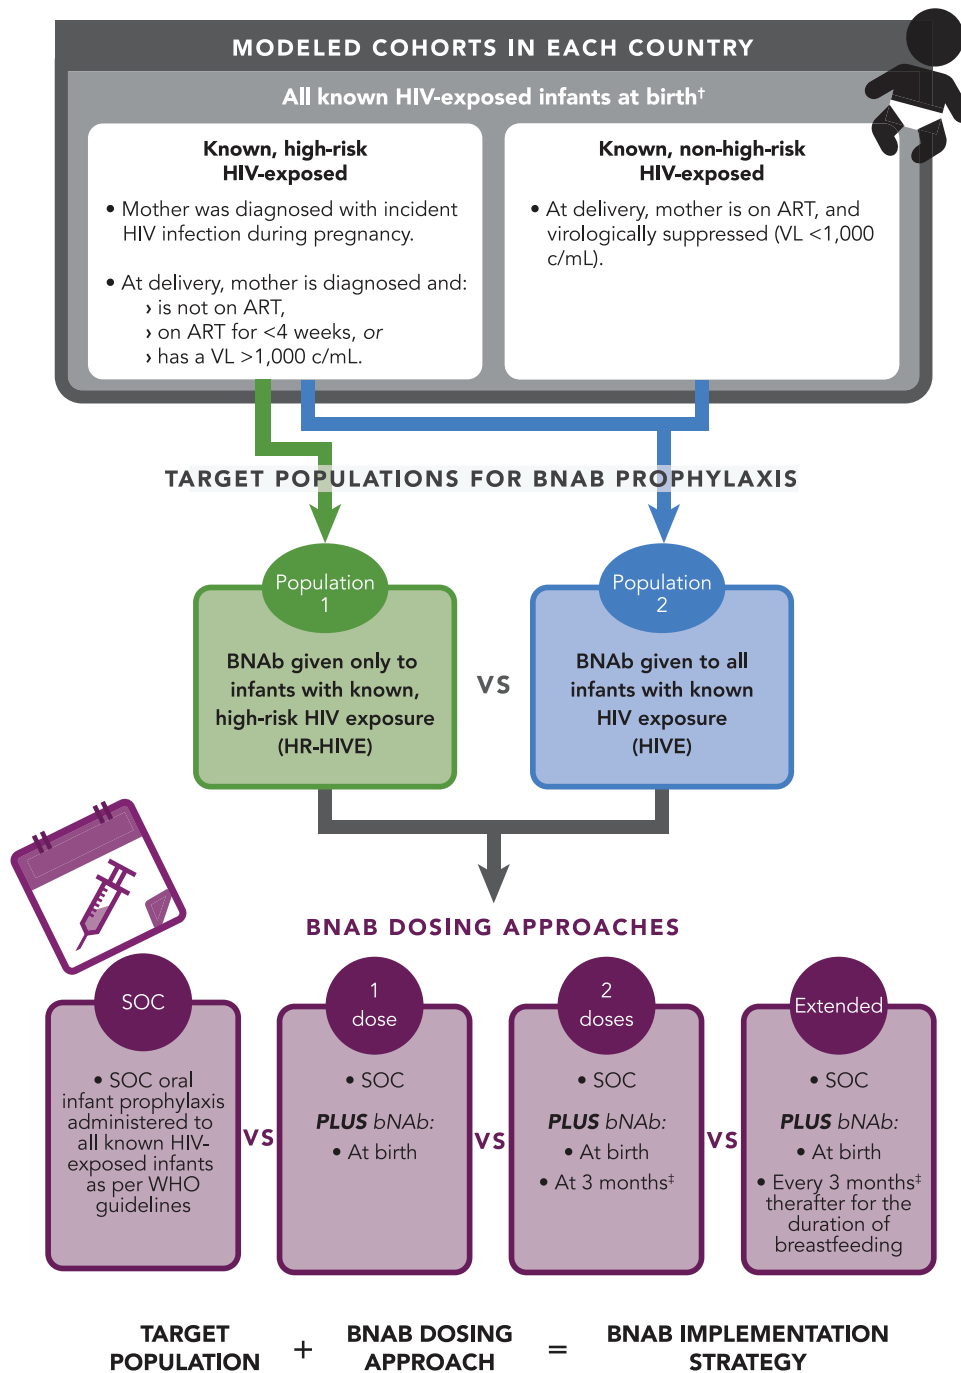 MODELED COHORTS IN EACH COUNTRY
All known HIV-exposed infants at birth†
Known, high-risk
HIV-exposed
• Mother was diagnosed with incident
HIV infection during pregnancy.
• At delivery, mother is diagnosed and:
› is not on ART,
› on ART for <4 weeks, or
› has a VL >1,000 c/mL.
Known, non-high-risk
HIV-exposed
• At delivery, mother is on ART, and
virologically suppressed (VL <1,000
c/mL).
TARGET POPULATIONS FOR BNAB PROPHYLAXIS
Population
1
BNAb given only to
infants with known,
high-risk HIV exposure
(HR-HIVE)
VS
Population
2
BNAb given to all
infants with known
HIV exposure
(HIVE)
BNAB DOSING APPROACHES
SOC
• SOC oral
infant prophylaxis
administered to
all known HIV-
exposed infants
as per WHO
guidelines
VS
1
dose
• SOC
PLUS bNAb:
• At birth
VS
2
doses
• SOC
PLUS bNAb:
• At birth
• At 3 months‡
VS
Extended
• SOC
PLUS bNAb:
• At birth
• Every 3 months‡
therafter for the
duration of
breastfeeding
TARGET
POPULATION
+
BNAB DOSING
APPROACH
=
BNAB IMPLEMENTATION
STRATEGY